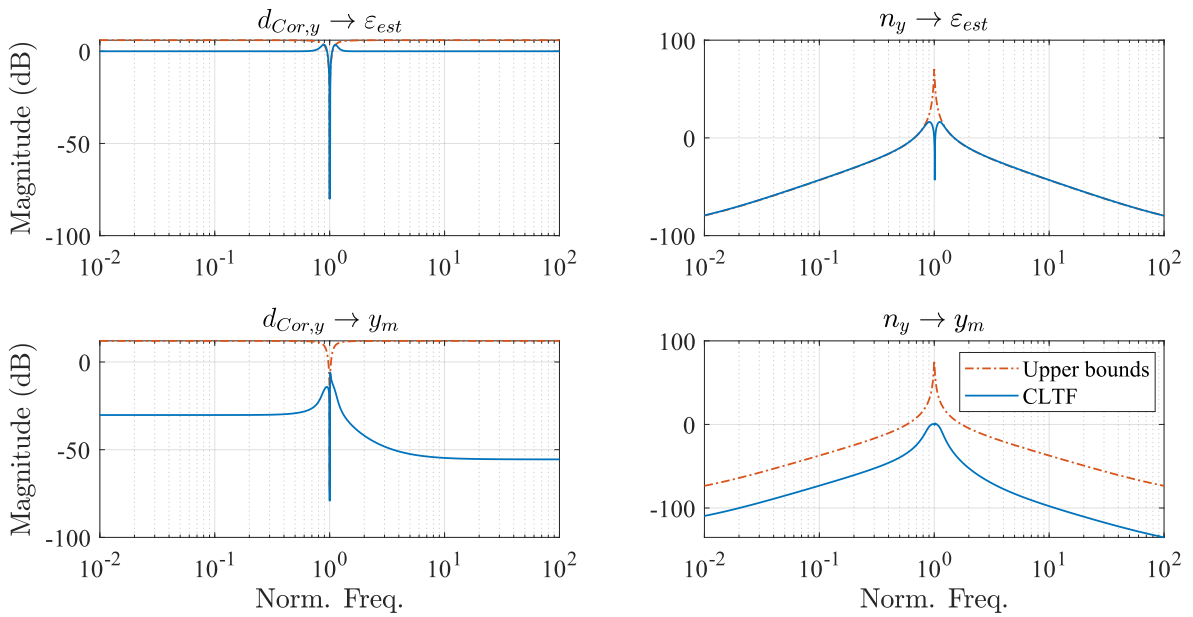 d_{Cor,y} → ε_{est}
Magnitude (dB)
0
-50
-100
10^{-2} 10^{-1} 10^{0} 10^{1} 10^{2}
n_y → ε_{est}
100
0
-100
10^{-2} 10^{-1} 10^{0} 10^{1} 10^{2}
d_{Cor,y} → y_m
Magnitude (dB)
0
-50
-100
10^{-2} 10^{-1} 10^{0} 10^{1} 10^{2}
Norm. Freq.
n_y → y_m
100
0
-100
Upper bounds
CLTF
10^{-2} 10^{-1} 10^{0} 10^{1} 10^{2}
Norm. Freq.